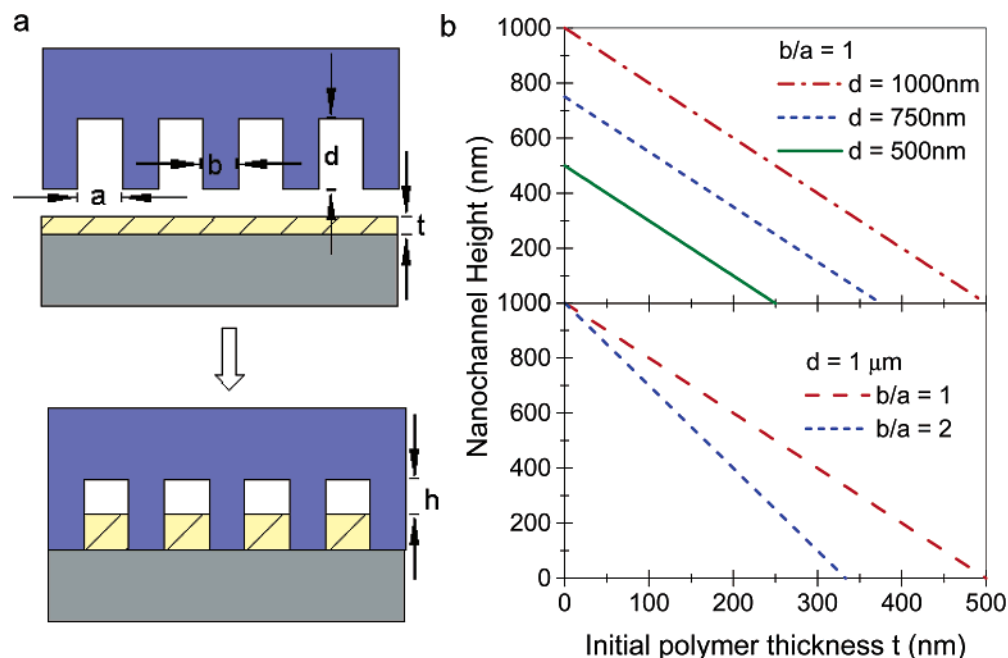 a
a
b
d
t
h
b
Nanochannel Height (nm)
1000
800
600
400
200
1000
800
600
400
200
0
b/a = 1
d = 1000nm
d = 750nm
d = 500nm
d = 1 μm
b/a = 1
b/a = 2
0 100 200 300 400 500
Initial polymer thickness t (nm)